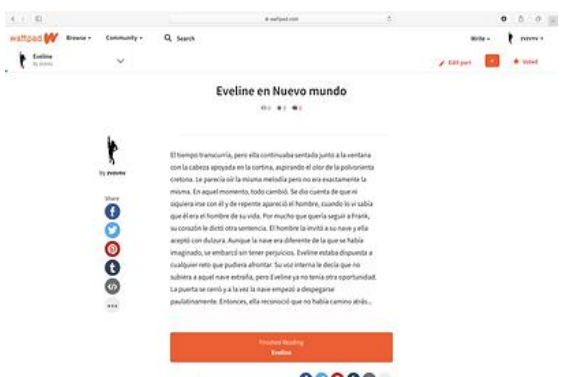 wattpad.com
wattpad
Browse
Community
Search
Write
zvzvmv
Eveline
By zvzvmv
Edit part
+
Voted
Eveline en Nuevo mundo
By zvzvmv
Share
El tiempo transcurría, pero ella continuaba sentada junto a la ventana
con la cabeza apoyada en la cortina, aspirando el olor de la polvorienta
cretona. Le parecía oír la misma melodía pero no era exactamente la
misma. En aquel momento, todo cambió. Se dio cuenta de que ni
siquiera irse con él y de repente apareció el hombre, cuando lo vi sabía
que él era el hombre de su vida. Por mucho que quería seguir a Frank,
su corazón le dictó otra sentencia. El hombre la invitó a su nave y ella
aceptó con dulzura. Aunque la nave era diferente de la que se había
imaginado, se embarcó sin tener perjuicios. Eveline estaba dispuesta a
cualquier reto que pudiera afrontar. Su voz interna le decía que no
subiera a aquel nave extraña, pero Eveline ya no tenía otra oportunidad.
La puerta se cerró y a la vez la nave empezó a despegarse
paulatinamente. Entonces, ella reconoció que no había camino atrás...
Finished Reading
Eveline